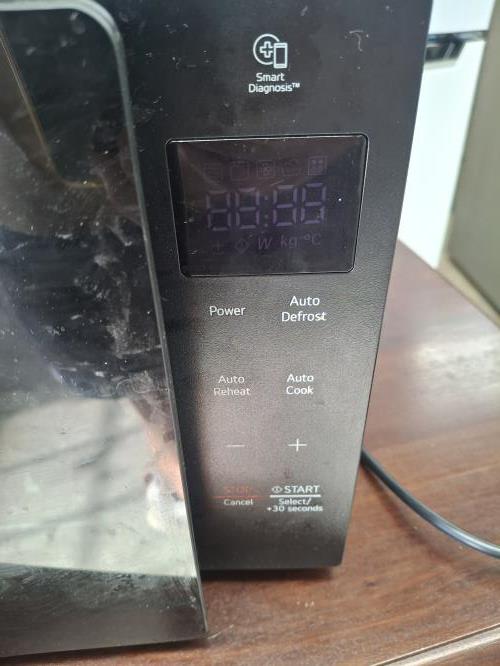 Smart
Diagnosis™
88:88
W kg °C
Power
Auto
Defrost
Auto
Reheat
Auto
Cook
− +
STOP
Cancel
START
Select/
+30 seconds